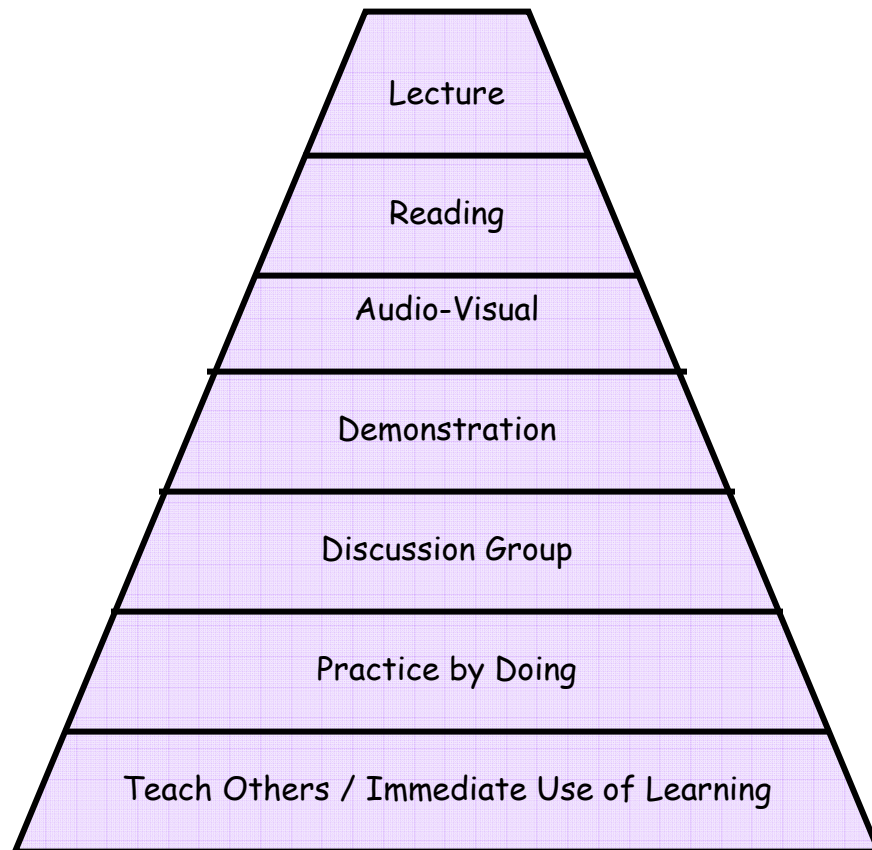 Lecture
Reading
Audio-Visual
Demonstration
Discussion Group
Practice by Doing
Teach Others / Immediate Use of Learning